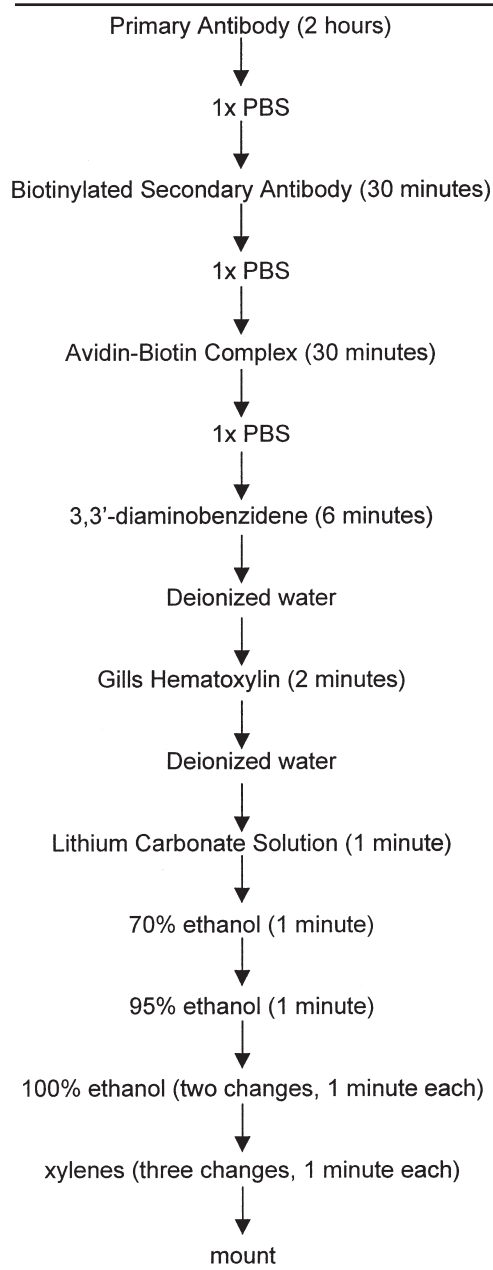 Primary Antibody (2 hours)
1x PBS
Biotinylated Secondary Antibody (30 minutes)
1x PBS
Avidin-Biotin Complex (30 minutes)
1x PBS
3,3'-diaminobenzidene (6 minutes)
Deionized water
Gills Hematoxylin (2 minutes)
Deionized water
Lithium Carbonate Solution (1 minute)
70% ethanol (1 minute)
95% ethanol (1 minute)
100% ethanol (two changes, 1 minute each)
xylenes (three changes, 1 minute each)
mount